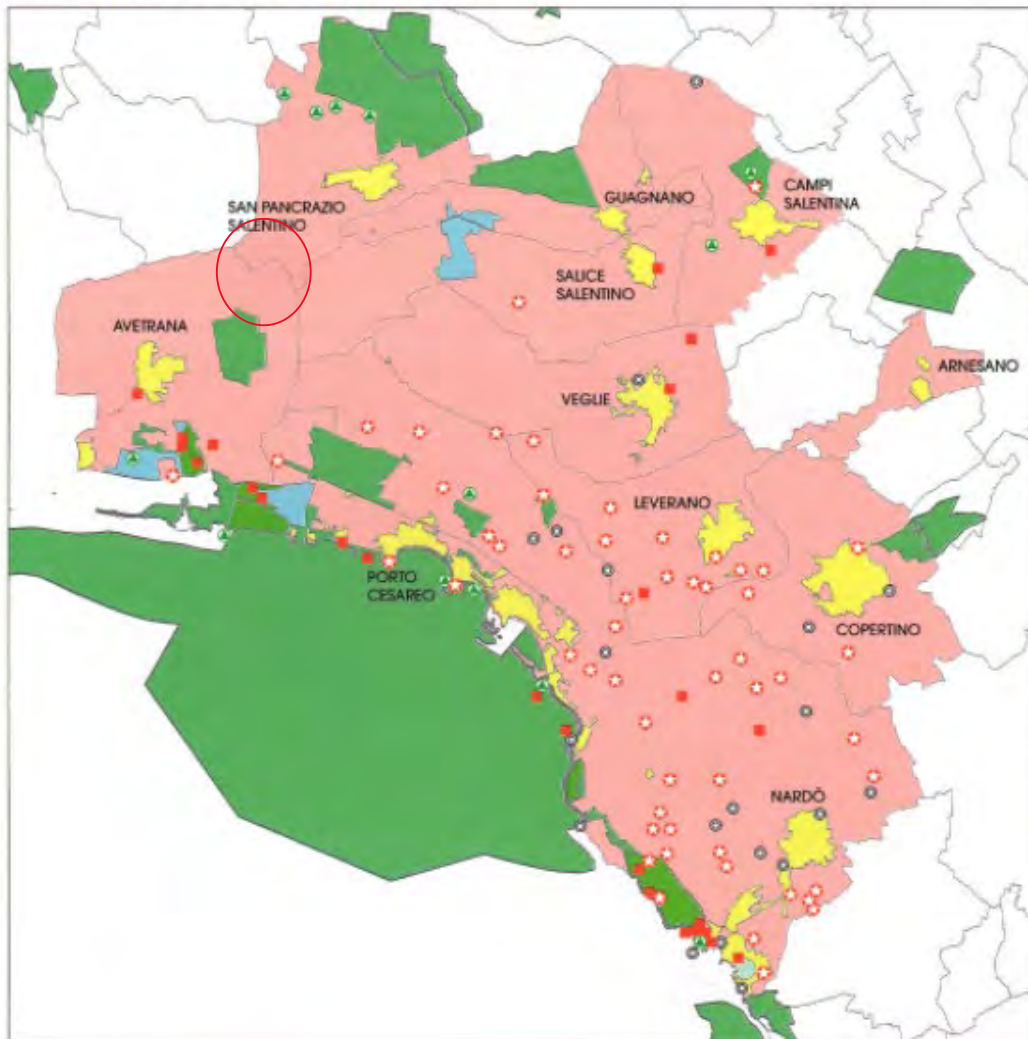 CAMPI
SALENTINA
GUAGNANO
SAN PANCRAZIO
SALENTINO
SALICE
SALENTINO
AVETRANA
ARNESANO
VEGLIE
LEVERANO
PORTO
CESAREO
COPERTINO
NARDÒ